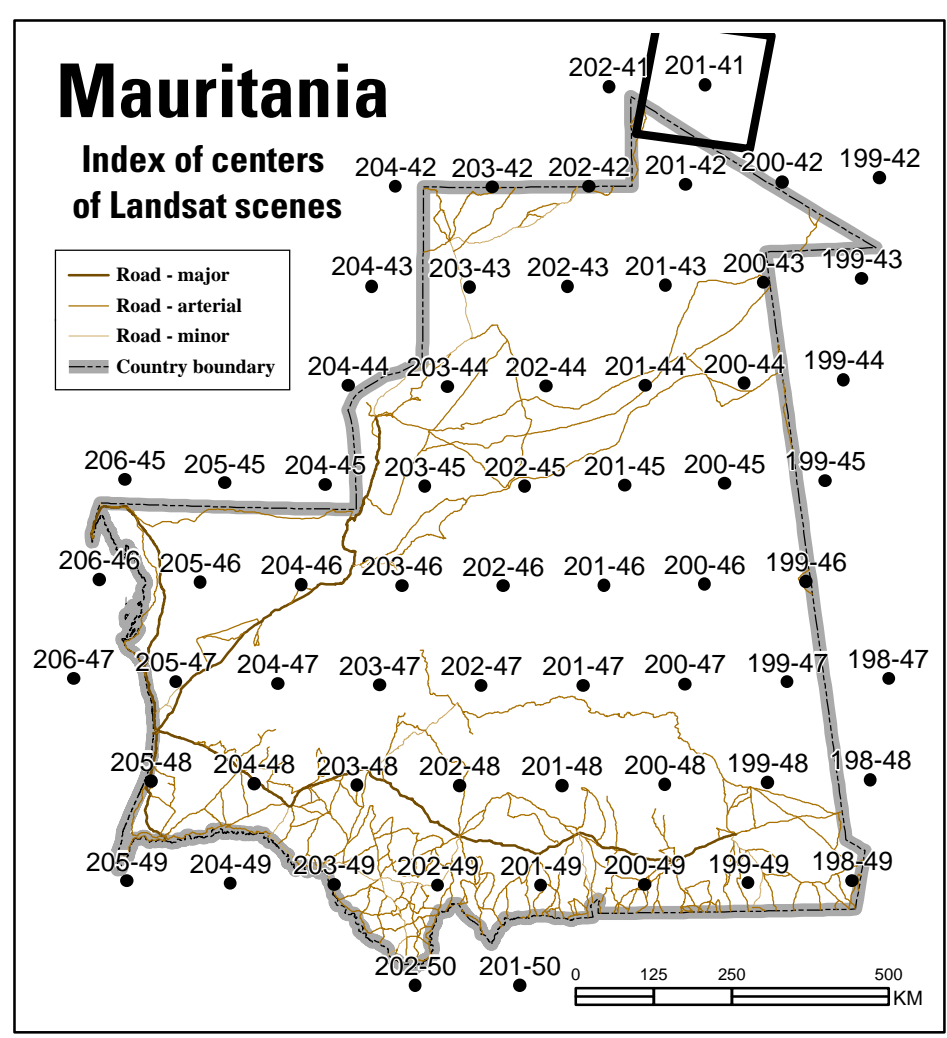 Mauritania
Index of centers
of Landsat scenes
202-41 201-41
204-42 203-42 202-42 201-42 200-42 199-42
Road - major
Road - arterial
Road - minor
Country boundary
204-43 203-43 202-43 201-43 200-43 199-43
204-44 203-44 202-44 201-44 200-44 199-44
206-45 205-45 204-45 203-45 202-45 201-45 200-45 199-45
206-46 205-46 204-46 203-46 202-46 201-46 200-46 199-46
206-47 205-47 204-47 203-47 202-47 201-47 200-47 199-47 198-47
205-48 204-48 203-48 202-48 201-48 200-48 199-48 198-48
205-49 204-49 203-49 202-49 201-49 200-49 199-49 198-49
202-50 201-50
0 125 250 500
KM